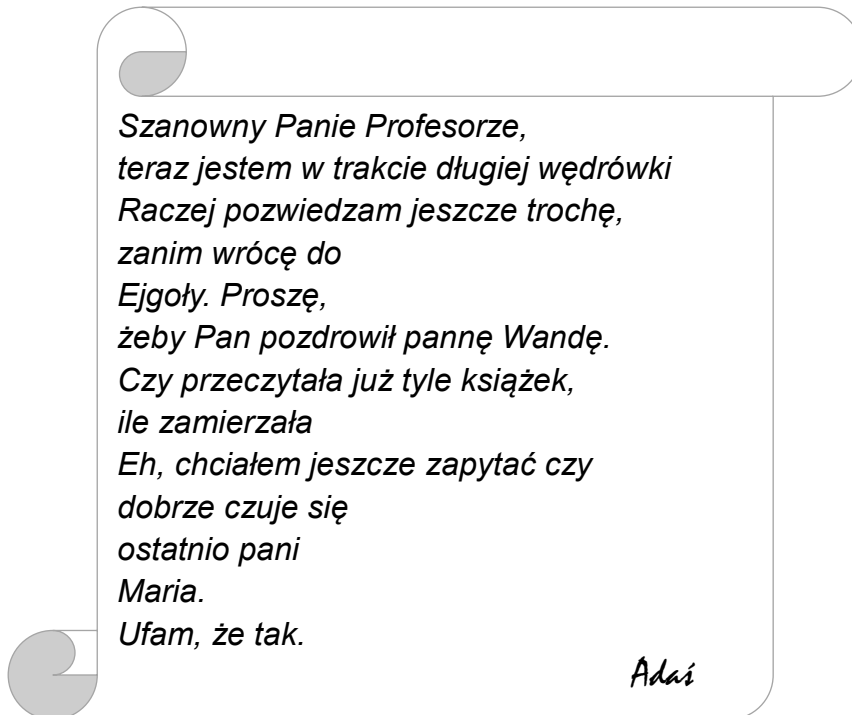 Szanowny Panie Profesorze,
teraz jestem w trakcie długiej wędrówki
Raczej pozwiedzam jeszcze trochę,
zanim wrócę do
Ejgoły. Proszę,
żeby Pan pozdrowił pannę Wandę.
Czy przeczytała już tyle książek,
ile zamierzała
Eh, chciałem jeszcze zapytać czy
dobrze czuje się
ostatnio pani
Maria.
Ufam, że tak.
Adaś